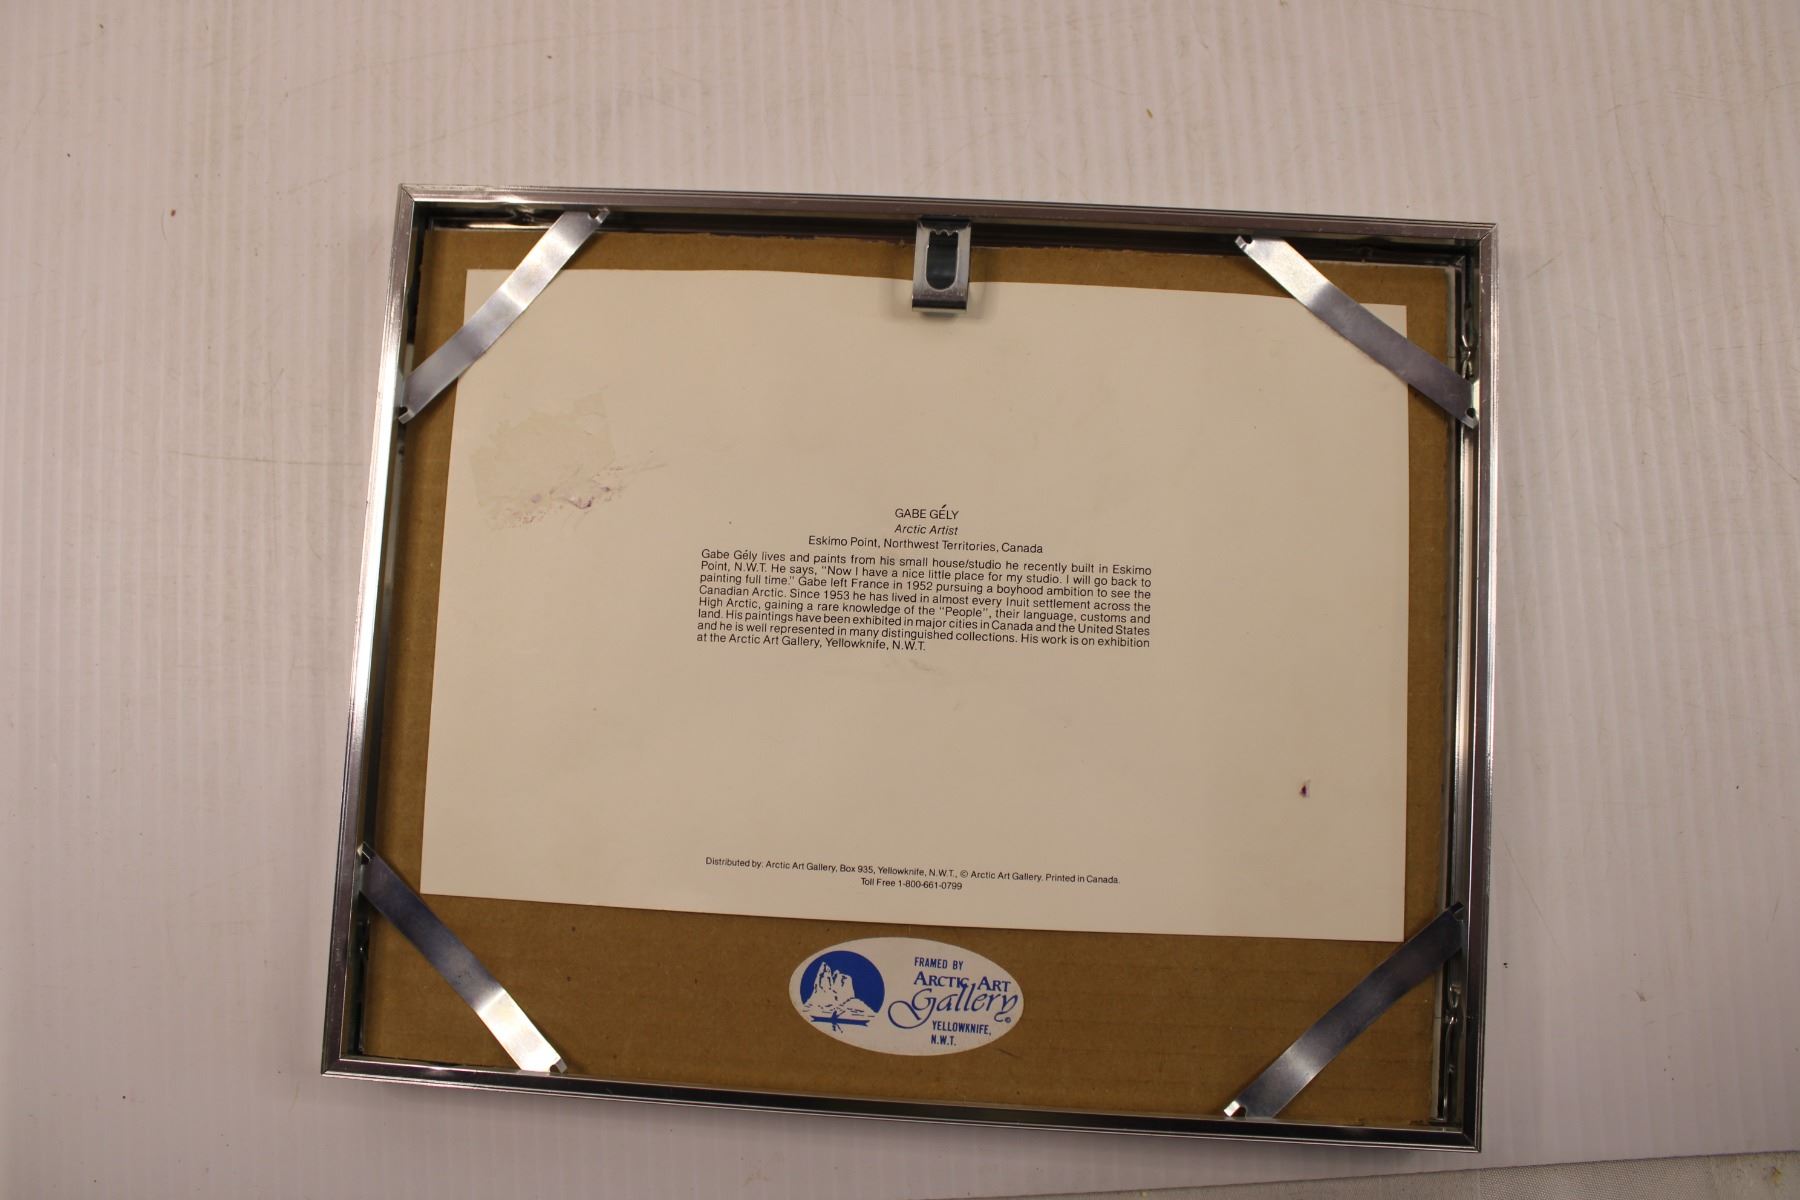 GABE GÉLY
Arctic Artist
Eskimo Point, Northwest Territories, Canada
Gabe Gély lives and paints from his small house/studio he recently built in Eskimo
Point, N.W.T. He says, "Now I have a nice little place for my studio. I will go back to
painting full time." Gabe left France in 1952 pursuing a boyhood ambition to see the
Canadian Arctic. Since 1953 he has lived in almost every Inuit settlement across the
High Arctic, gaining a rare knowledge of the "People", their language, customs and
land. His paintings have been exhibited in major cities in Canada and the United States
and he is well represented in many distinguished collections. His work is on exhibition
at the Arctic Art Gallery, Yellowknife, N.W.T.
Distributed by: Arctic Art Gallery, Box 935, Yellowknife, N.W.T., © Arctic Art Gallery. Printed in Canada.
Toll Free 1-800-661-0799
FRAMED BY
ARCTIC ART
Gallery ©
YELLOWKNIFE,
N.W.T.